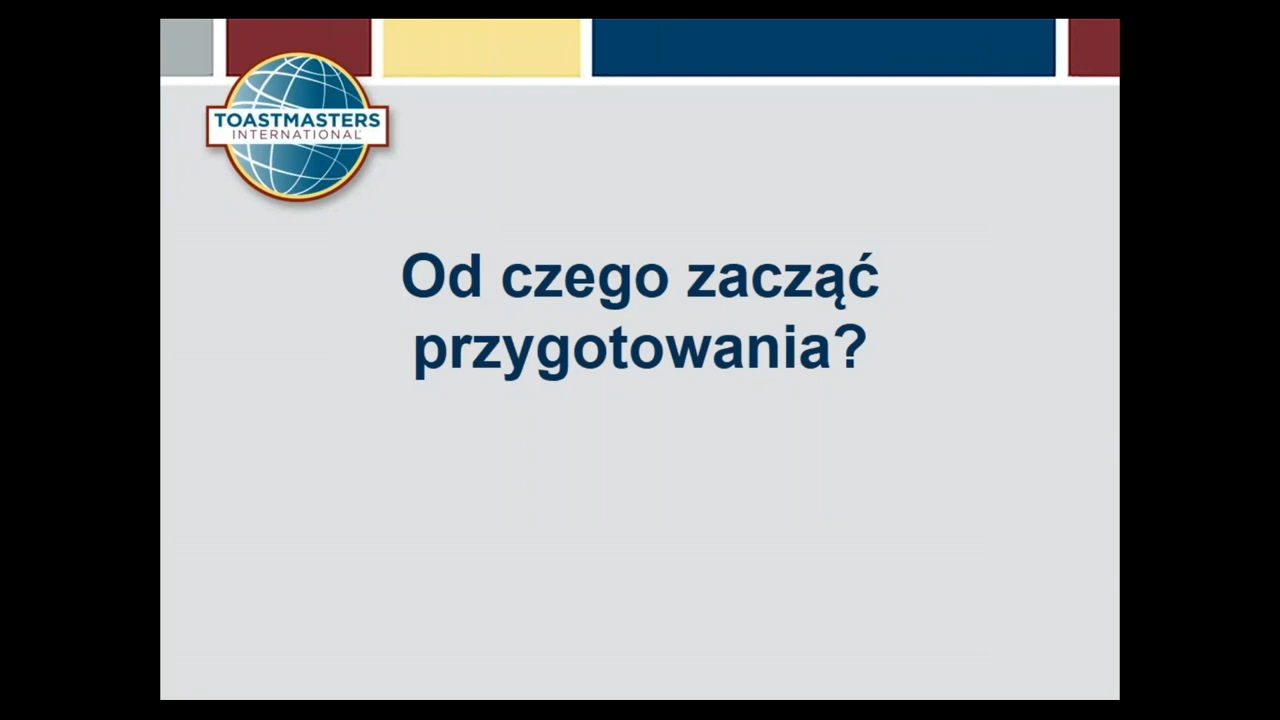 TOASTMASTERS
INTERNATIONAL
Od czego zacząć
przygotowania?